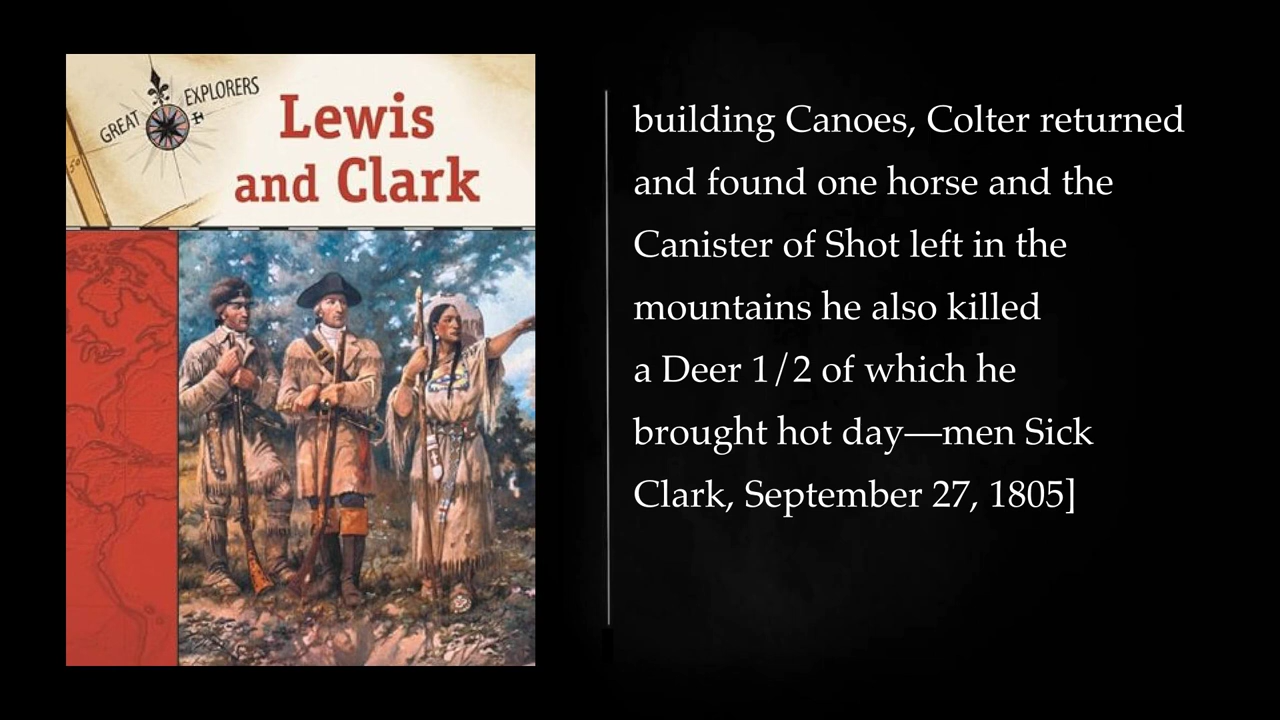 GREAT EXPLORERS
Lewis
and Clark
building Canoes, Colter returned
and found one horse and the
Canister of Shot left in the
mountains he also killed
a Deer 1/2 of which he
brought hot day—men Sick
Clark, September 27, 1805]